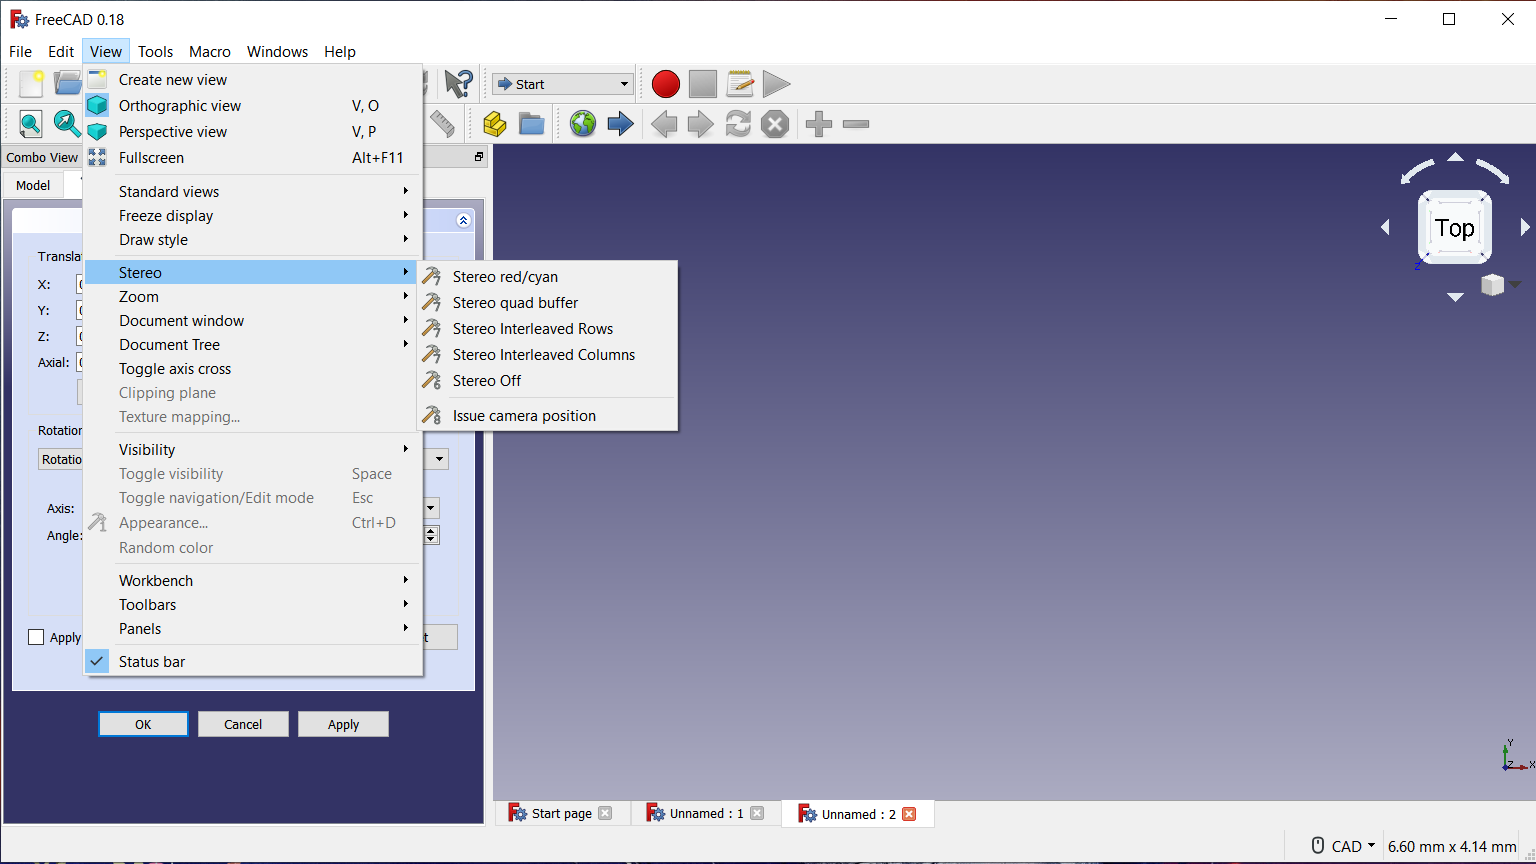 FreeCAD 0.18
File Edit View Tools Macro Windows Help
Start
Combo View
Model
Create new view
Orthographic view V, O
Perspective view V, P
Fullscreen Alt+F11
Standard views
Freeze display
Draw style
Stereo
Zoom
Document window
Document Tree
Toggle axis cross
Clipping plane
Texture mapping...
Visibility
Toggle visibility Space
Toggle navigation/Edit mode Esc
Appearance... Ctrl+D
Random color
Workbench
Toolbars
Panels
Status bar
Stereo red/cyan
Stereo quad buffer
Stereo Interleaved Rows
Stereo Interleaved Columns
Stereo Off
Issue camera position
X:
Y:
Z:
Axial:
Rotation
Axis:
Angle:
Apply
OK Cancel Apply
Top
Z
Y
Z X
Start page Unnamed : 1 Unnamed : 2
CAD 6.60 mm x 4.14 mm